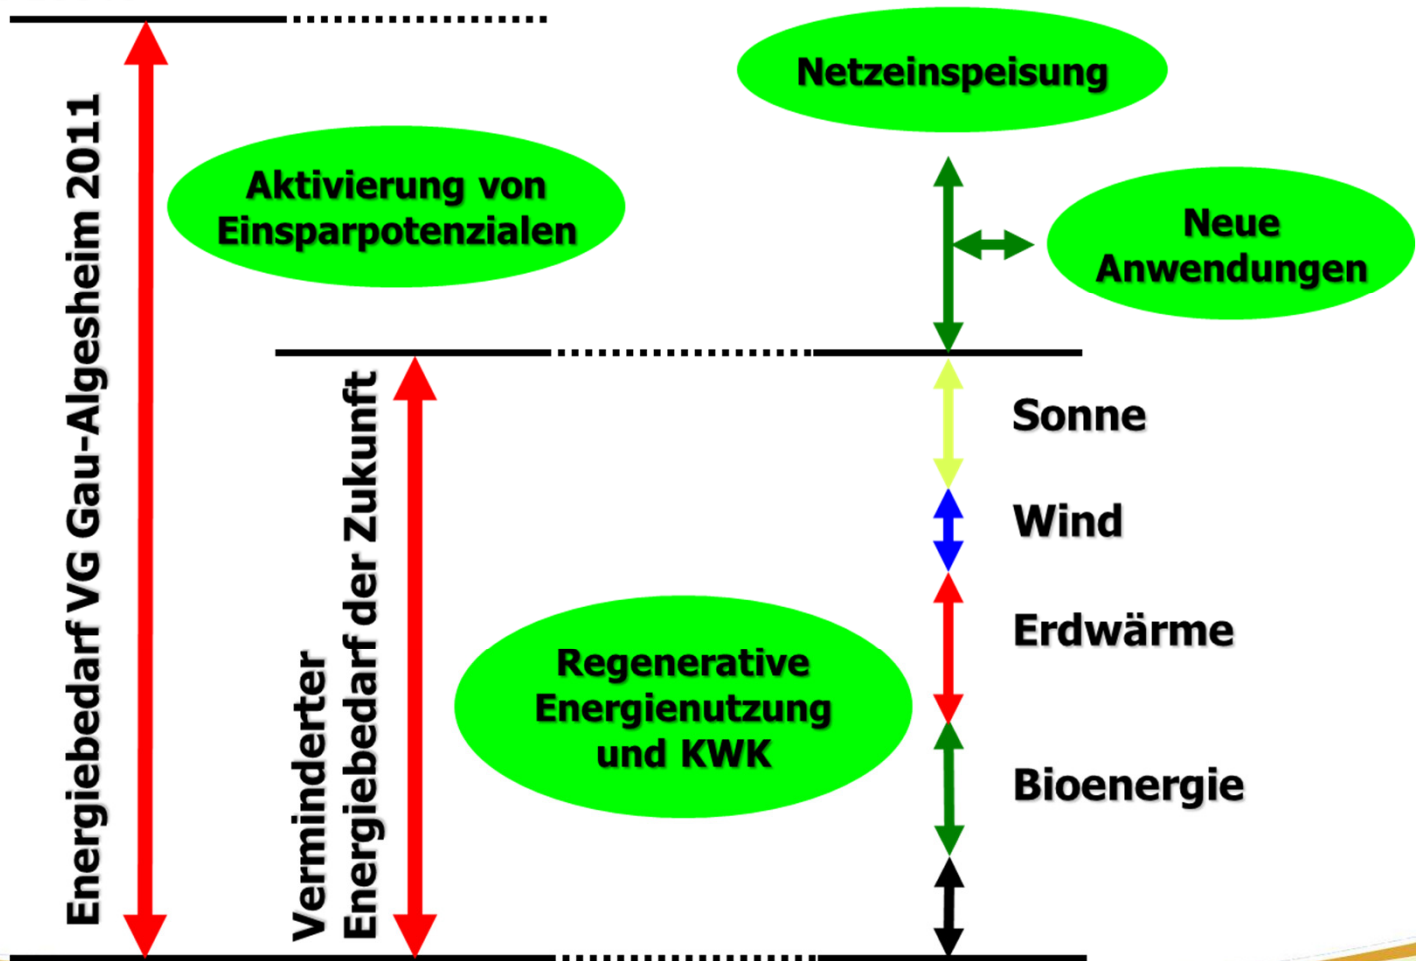 Energiebedarf VG Gau-Algesheim 2011
Aktivierung von
Einsparpotenzialen
Verminderter
Energiebedarf der Zukunft
Regenerative
Energienutzung
und KWK
Netzeinspeisung
Neue
Anwendungen
Sonne
Wind
Erdwärme
Bioenergie